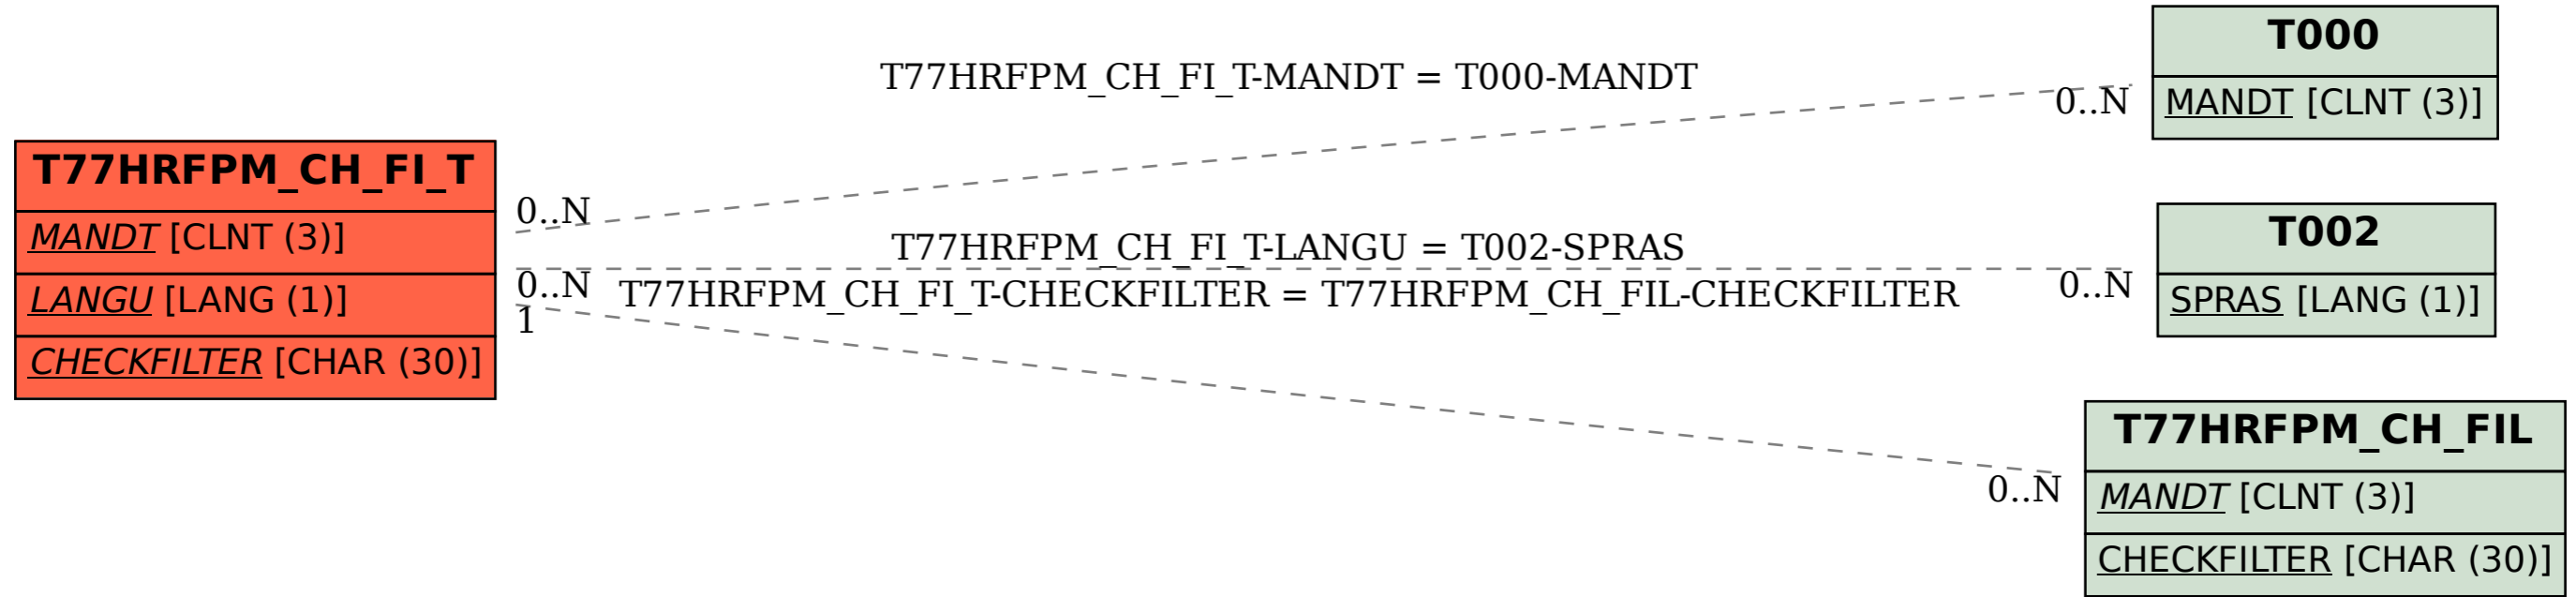 T77HRFPM_CH_FI_T
MANDT [CLNT (3)]
LANGU [LANG (1)]
CHECKFILTER [CHAR (30)]
T77HRFPM_CH_FI_T-MANDT = T000-MANDT
0..N
0..N
T77HRFPM_CH_FI_T-LANGU = T002-SPRAS
0..N
0..N
T77HRFPM_CH_FI_T-CHECKFILTER = T77HRFPM_CH_FIL-CHECKFILTER
1
0..N
T000
MANDT [CLNT (3)]
T002
SPRAS [LANG (1)]
T77HRFPM_CH_FIL
MANDT [CLNT (3)]
CHECKFILTER [CHAR (30)]